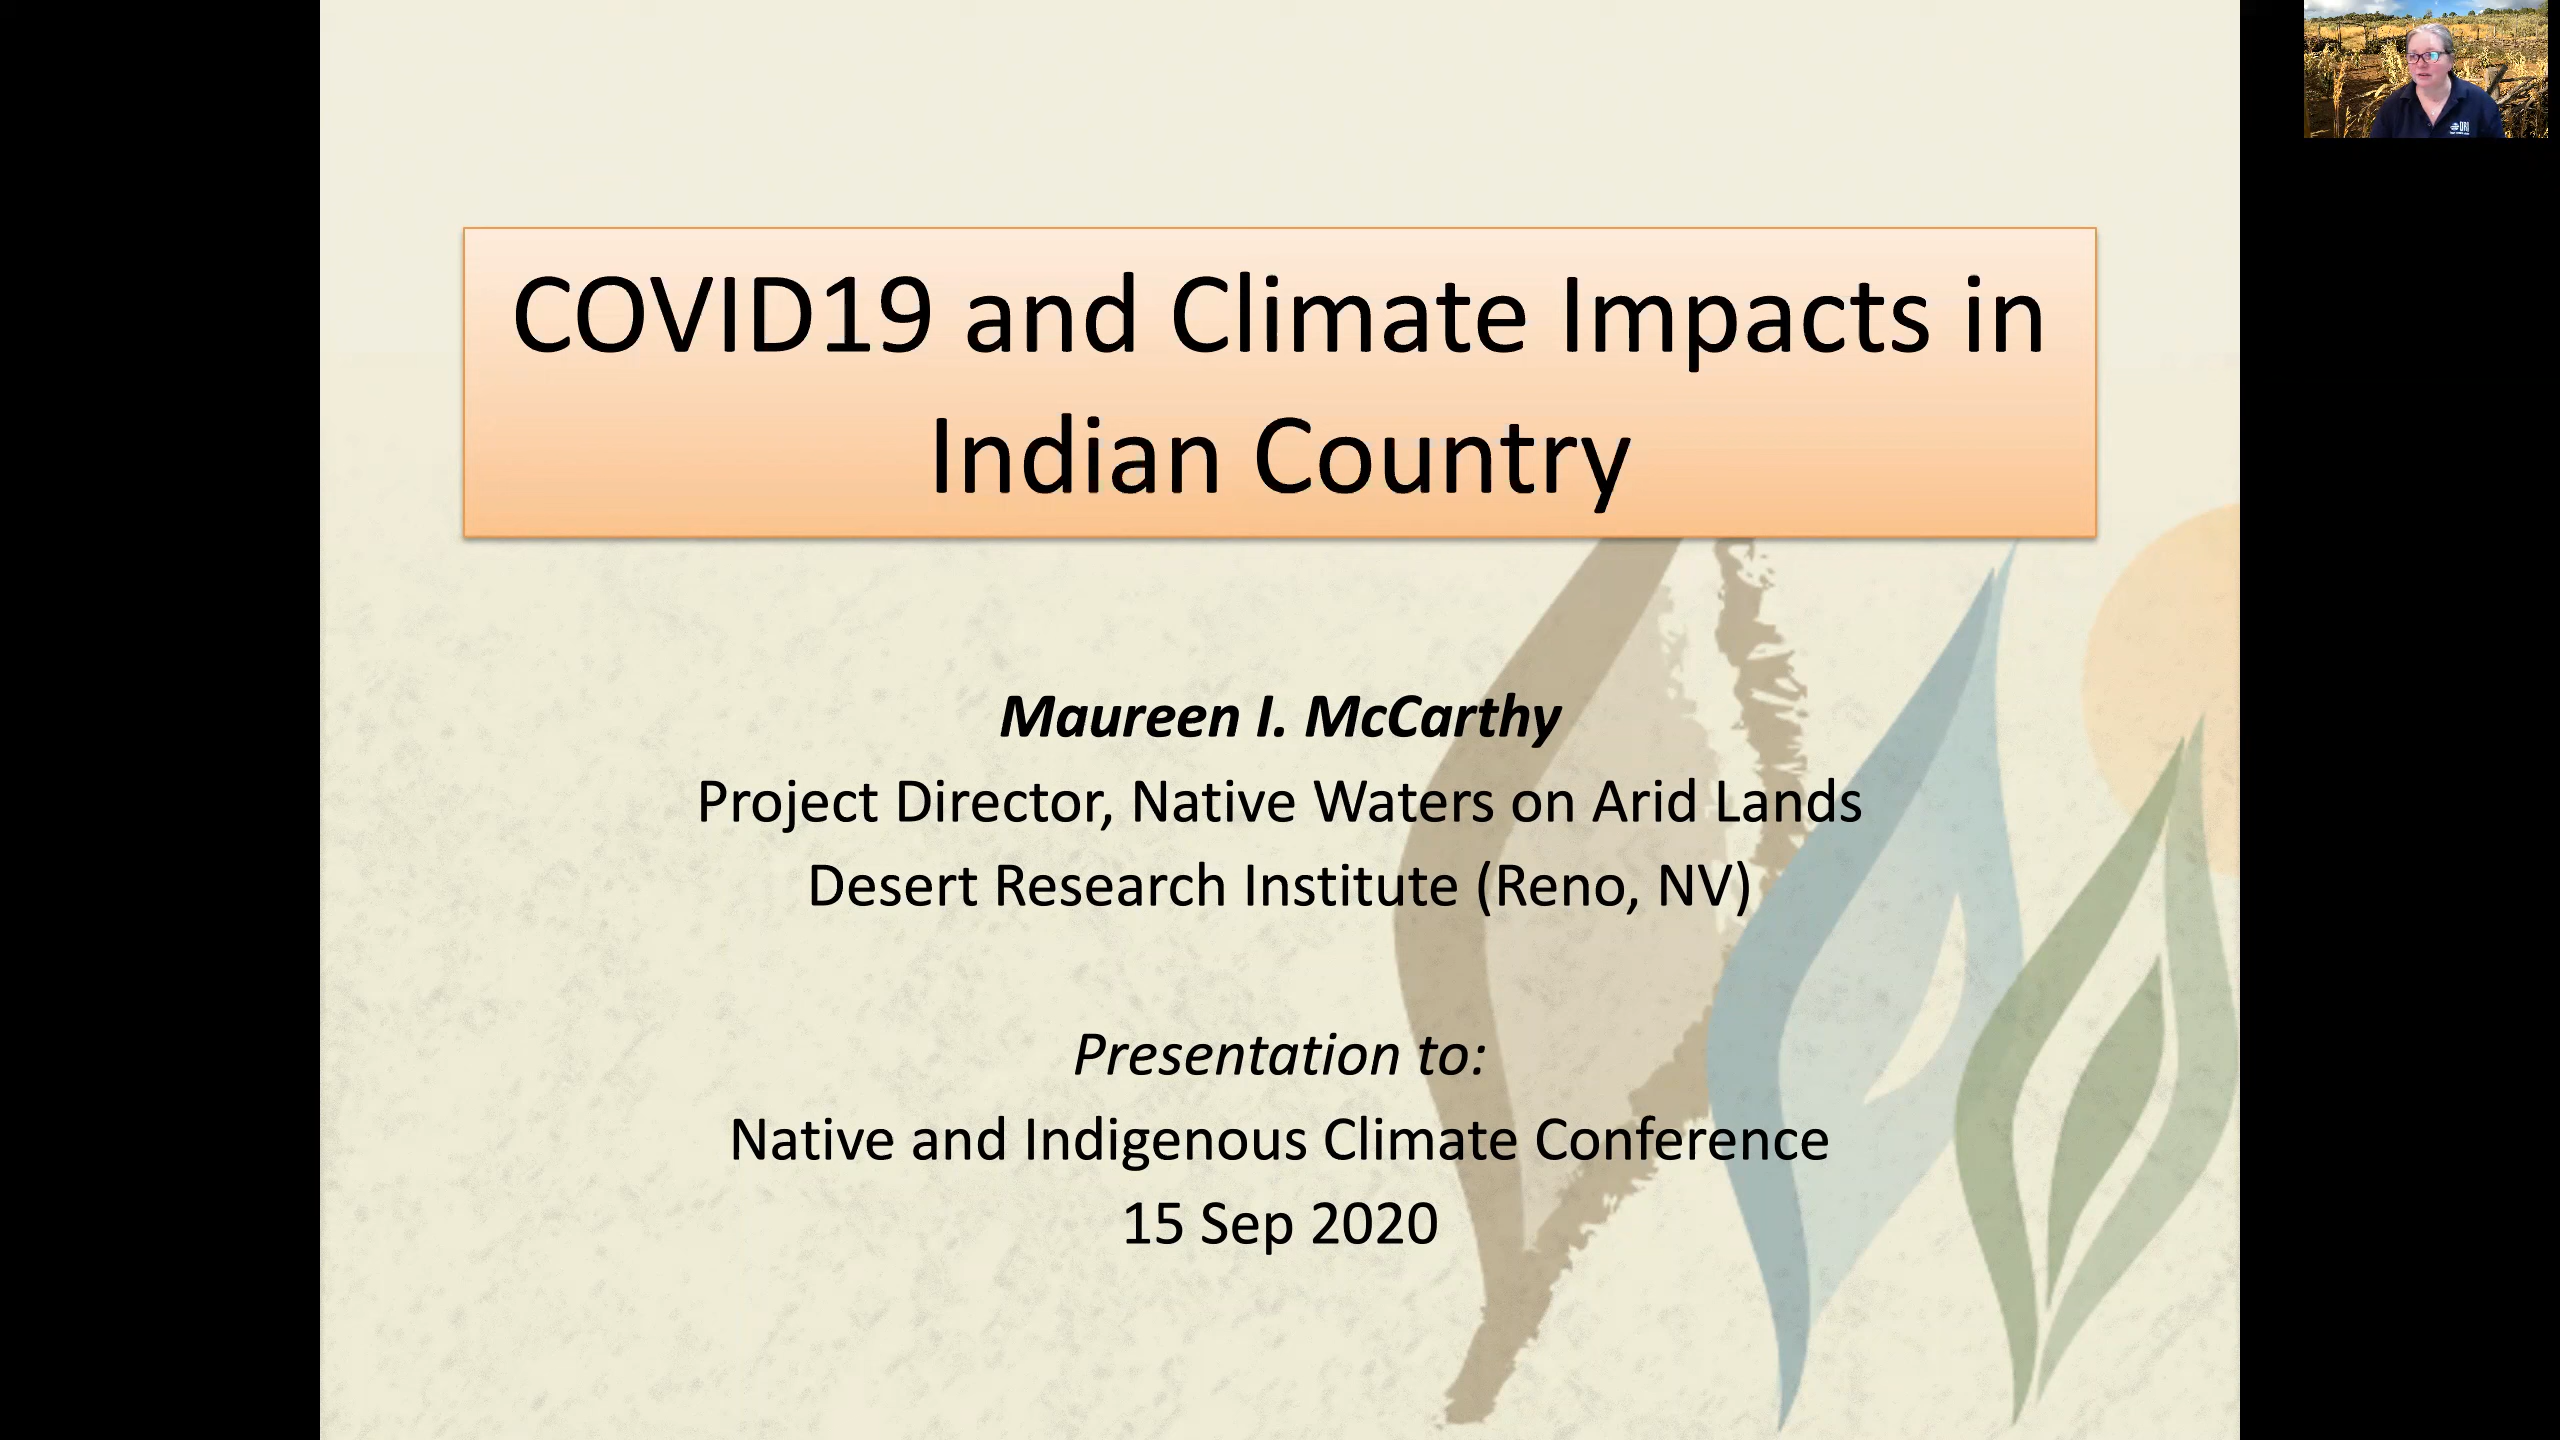 COVID19 and Climate Impacts in
Indian Country
Maureen I. McCarthy
Project Director, Native Waters on Arid Lands
Desert Research Institute (Reno, NV)
Presentation to:
Native and Indigenous Climate Conference
15 Sep 2020
DRI